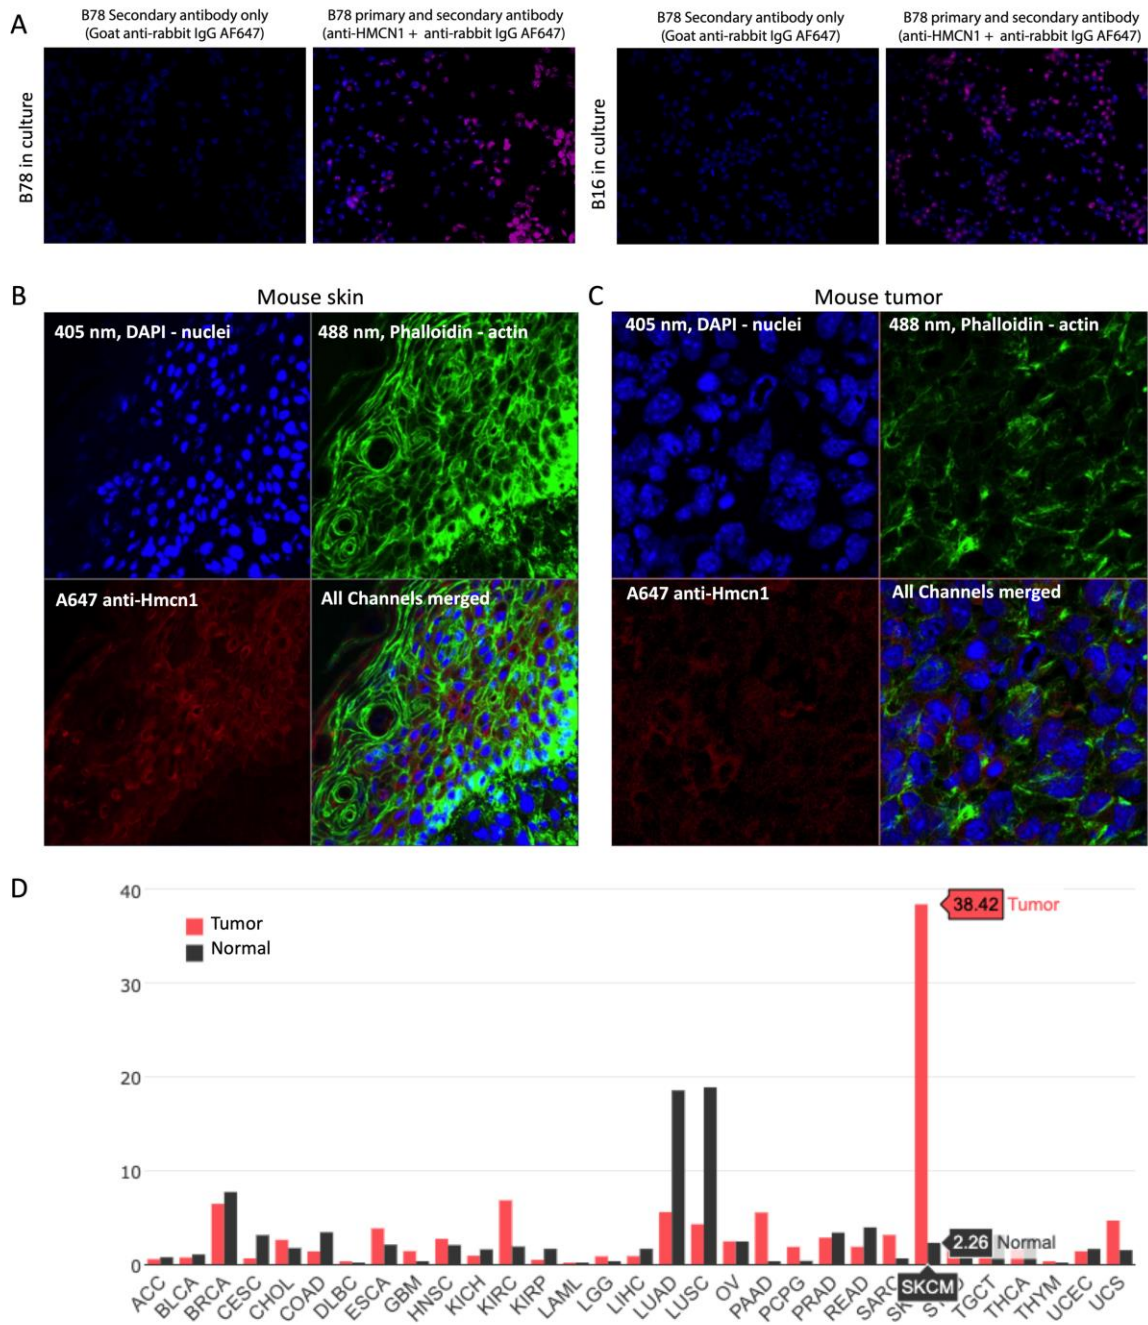 A
B78 Secondary antibody only
(Goat anti-rabbit IgG AF647)
B78 primary and secondary antibody
(anti-HMCN1 + anti-rabbit IgG AF647)
B78 Secondary antibody only
(Goat anti-rabbit IgG AF647)
B78 primary and secondary antibody
(anti-HMCN1 + anti-rabbit IgG AF647)
B78 in culture
B16 in culture
B
Mouse skin
405 nm, DAPI - nuclei
488 nm, Phalloidin - actin
A647 anti-Hmcn1
All Channels merged
C
Mouse tumor
405 nm, DAPI - nuclei
488 nm, Phalloidin - actin
A647 anti-Hmcn1
All Channels merged
D
40
30
20
10
0
Tumor
Normal
38.42 Tumor
2.26 Normal
SKCM
ACC
BLCA
BRCA
CESC
CHOL
COAD
DLBC
ESCA
GBM
HNSC
KICH
KIRC
KIRP
LAML
LGG
LIHC
LUAD
LUSC
OV
PAAD
PCPG
PRAD
READ
TGCT
THCA
THYM
UCEC
UCS